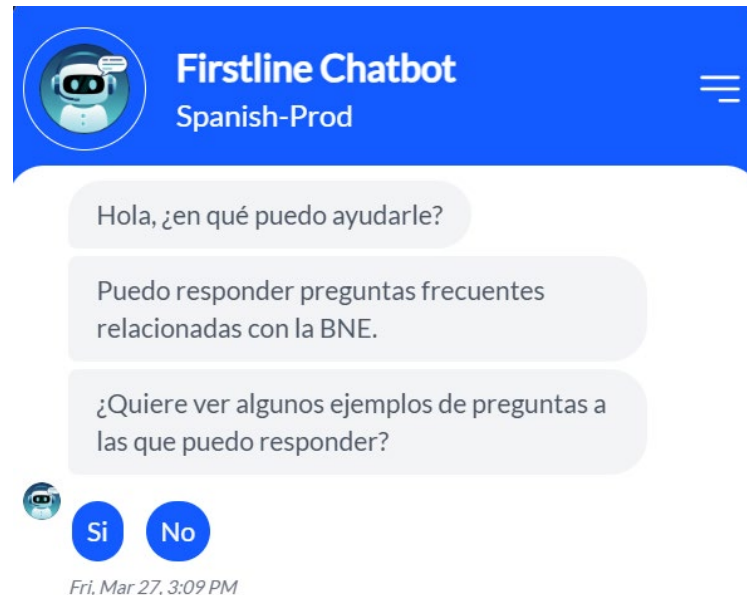 Firstline Chatbot
Spanish-Prod
Hola, ¿en qué puedo ayudarle?
Puedo responder preguntas frecuentes
relacionadas con la BNE.
¿Quiere ver algunos ejemplos de preguntas a
las que puedo responder?
Si No
Fri, Mar 27, 3:09 PM